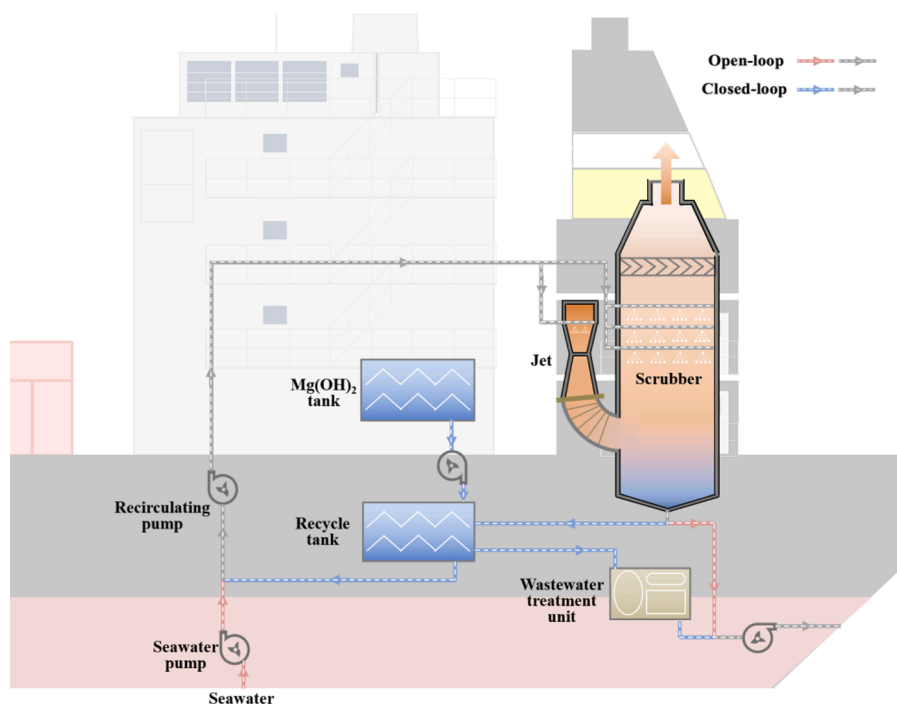 Open-loop
Closed-loop
Jet
Scrubber
Mg(OH)₂
tank
Recirculating
pump
Recycle
tank
Wastewater
treatment
unit
Seawater
pump
Seawater